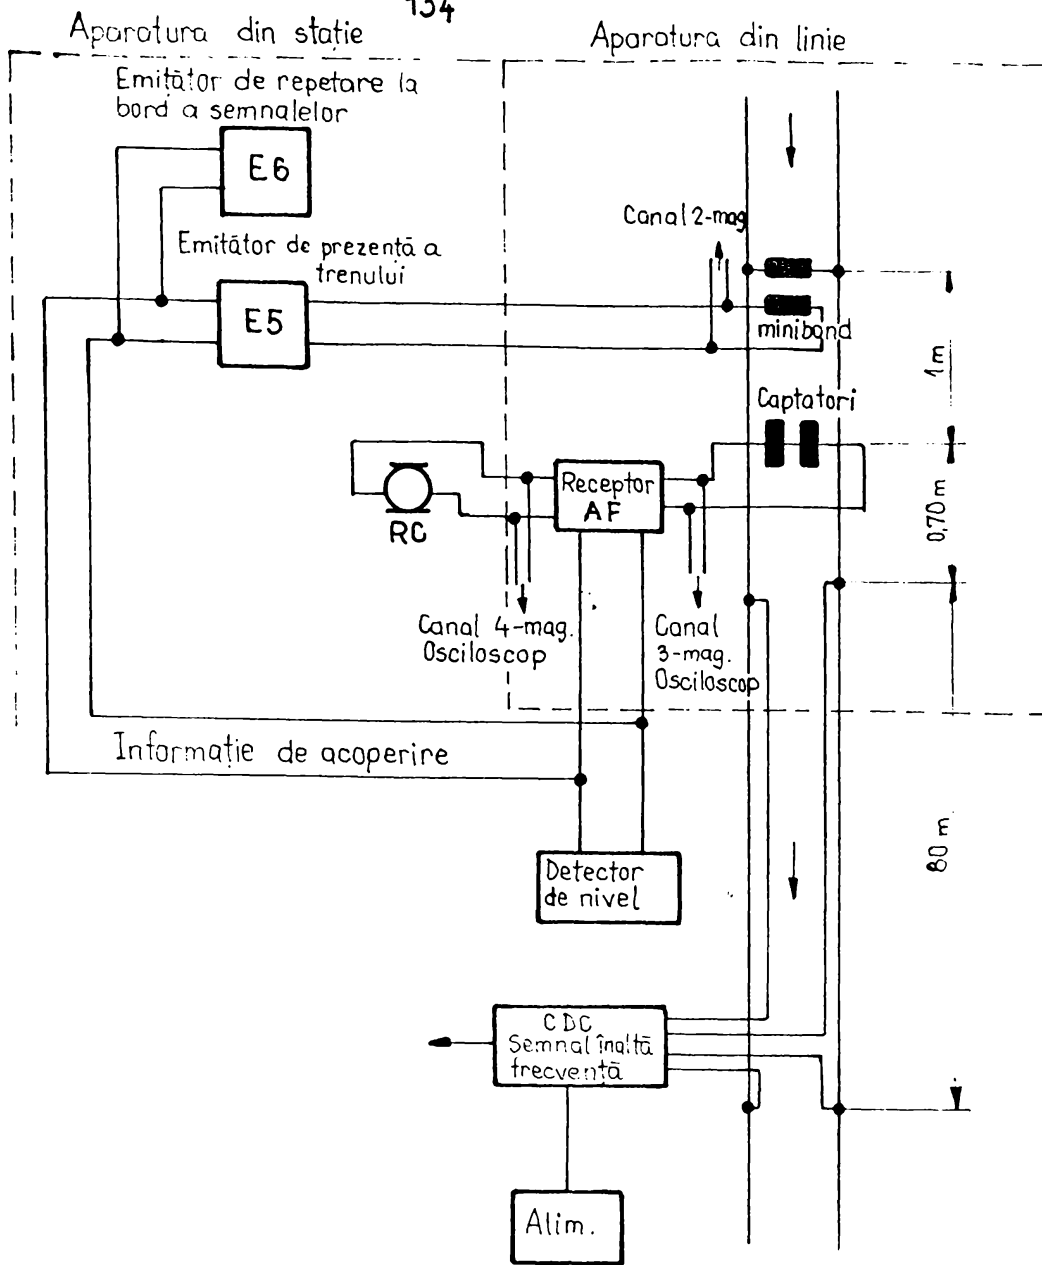 134
Aparatura din stație
Aparatura din linie
Emițător de repetare la
bord a semnalelor
E6
Canal 2-mag
Emițător de prezență a
trenului
E5
minibond
1m
Captatori
Receptor
AF
RC
0,70 m
Canal 4-mag.
Osciloscop
Canal
3-mag.
Osciloscop
Informație de acoperire
80 m
Detector
de nivel
CDC
Semnal înaltă
frecvență
Alim.